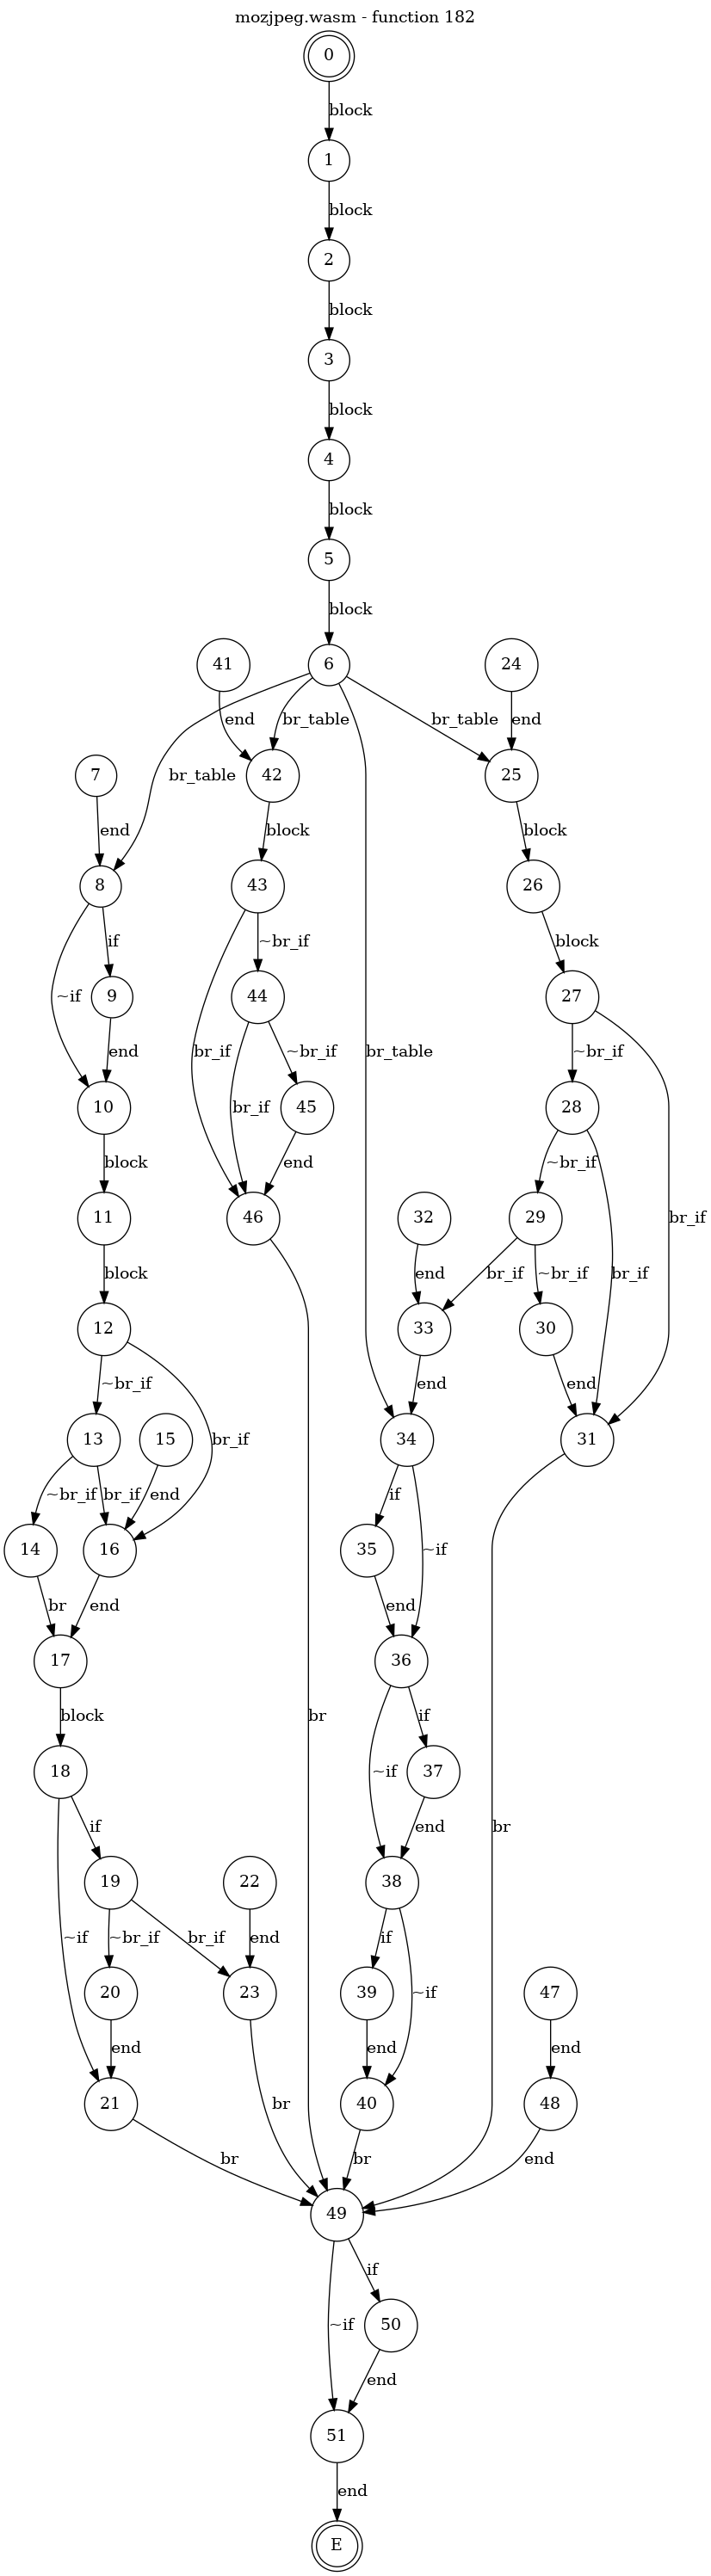 mozjpeg.wasm - function 182
0
block
1
block
2
block
3
block
4
block
5
block
41 6 24
end br_table br_table end
7 br_table 42 25
end block br_table block
8 43 26
if ~br_if block
~if 9 br_if 44 27
end br_if ~br_if ~br_if
10 45 28
block end ~br_if
11 46 32 29 br_if br_if
block end br_if ~br_if
12 33 30
~br_if end end
13 15 br_if 34 31
~br_if br_if end if ~if
14 16 35
br end end
17 36
block br ~if if br
18 37
if end
19 22 38
~if ~br_if br_if end if ~if
20 23 39 47
end end end
21 br 40 48
br br end
49
if
~if 50
end
51
end
E